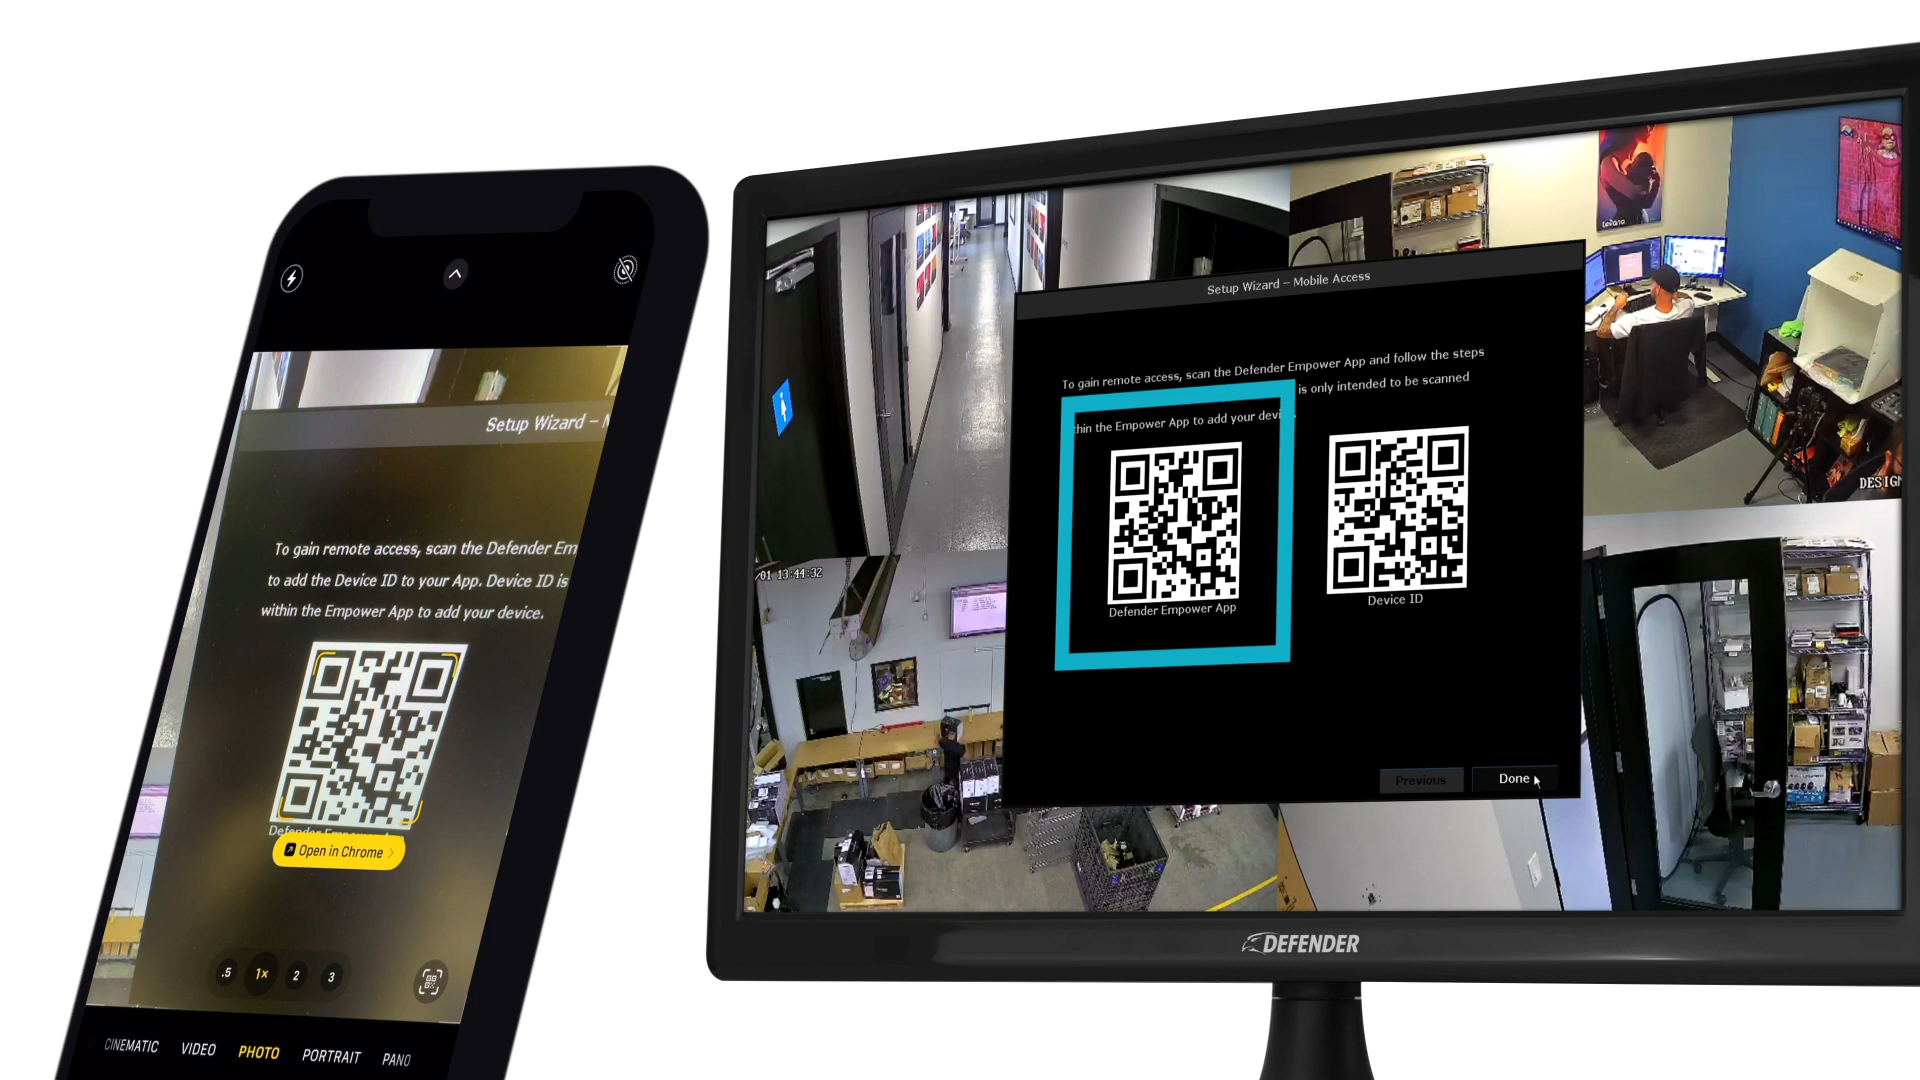 Setup Wizard – M
To gain remote access, scan the Defender Em
to add the Device ID to your App. Device ID is
within the Empower App to add your device.
Open in Chrome
.5
1×
2
3
CINEMATIC
VIDEO
PHOTO
PORTRAIT
PANO
Setup Wizard – Mobile Access
To gain remote access, scan the Defender Empower App and follow the steps
is only intended to be scanned
thin the Empower App to add your devi
Defender Empower App
Device ID
Previous
Done
/01 13:44:32
Levana
DESIGN
DEFENDER